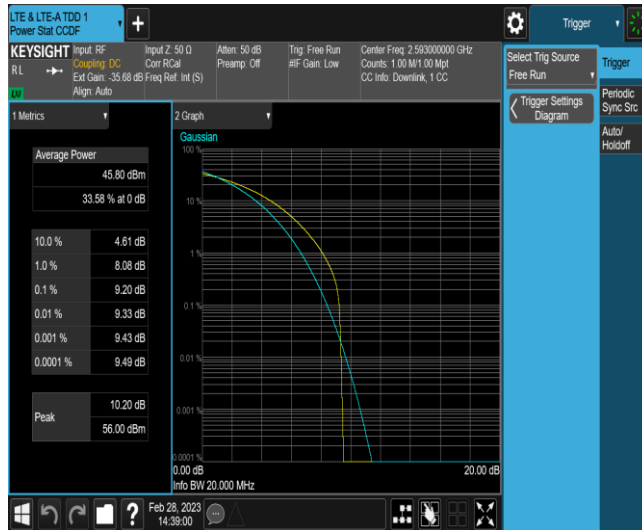 LTE & LTE-A TDD 1
Power Stat CCDF
Trigger
KEYSIGHT
R L
LNI
Input: RF
Coupling: DC
Ext Gain: -35.68 dB
Align: Auto
Input Z: 50 Ω
Corr RCal
Freq Ref: Int (S)
Atten: 50 dB
Preamp: Off
Trig: Free Run
#IF Gain: Low
Center Freq: 2.593000000 GHz
Counts: 1.00 M/1.00 Mpt
CC Info: Downlink, 1 CC
Select Trig Source
Free Run
Trigger Settings
Diagram
Trigger
Periodic
Sync Src
Auto/
Holdoff
1 Metrics
Average Power
45.80 dBm
33.58 % at 0 dB
10.0 % 4.61 dB
1.0 % 8.08 dB
0.1 % 9.20 dB
0.01 % 9.33 dB
0.001 % 9.43 dB
0.0001 % 9.49 dB
Peak
10.20 dB
56.00 dBm
2 Graph
Gaussian
100 %
10 %
1 %
0.1 %
0.01 %
0.001 %
0.0001 %
0.00 dB
20.00 dB
Info BW 20.000 MHz
?
Feb 28, 2023
14:39:00